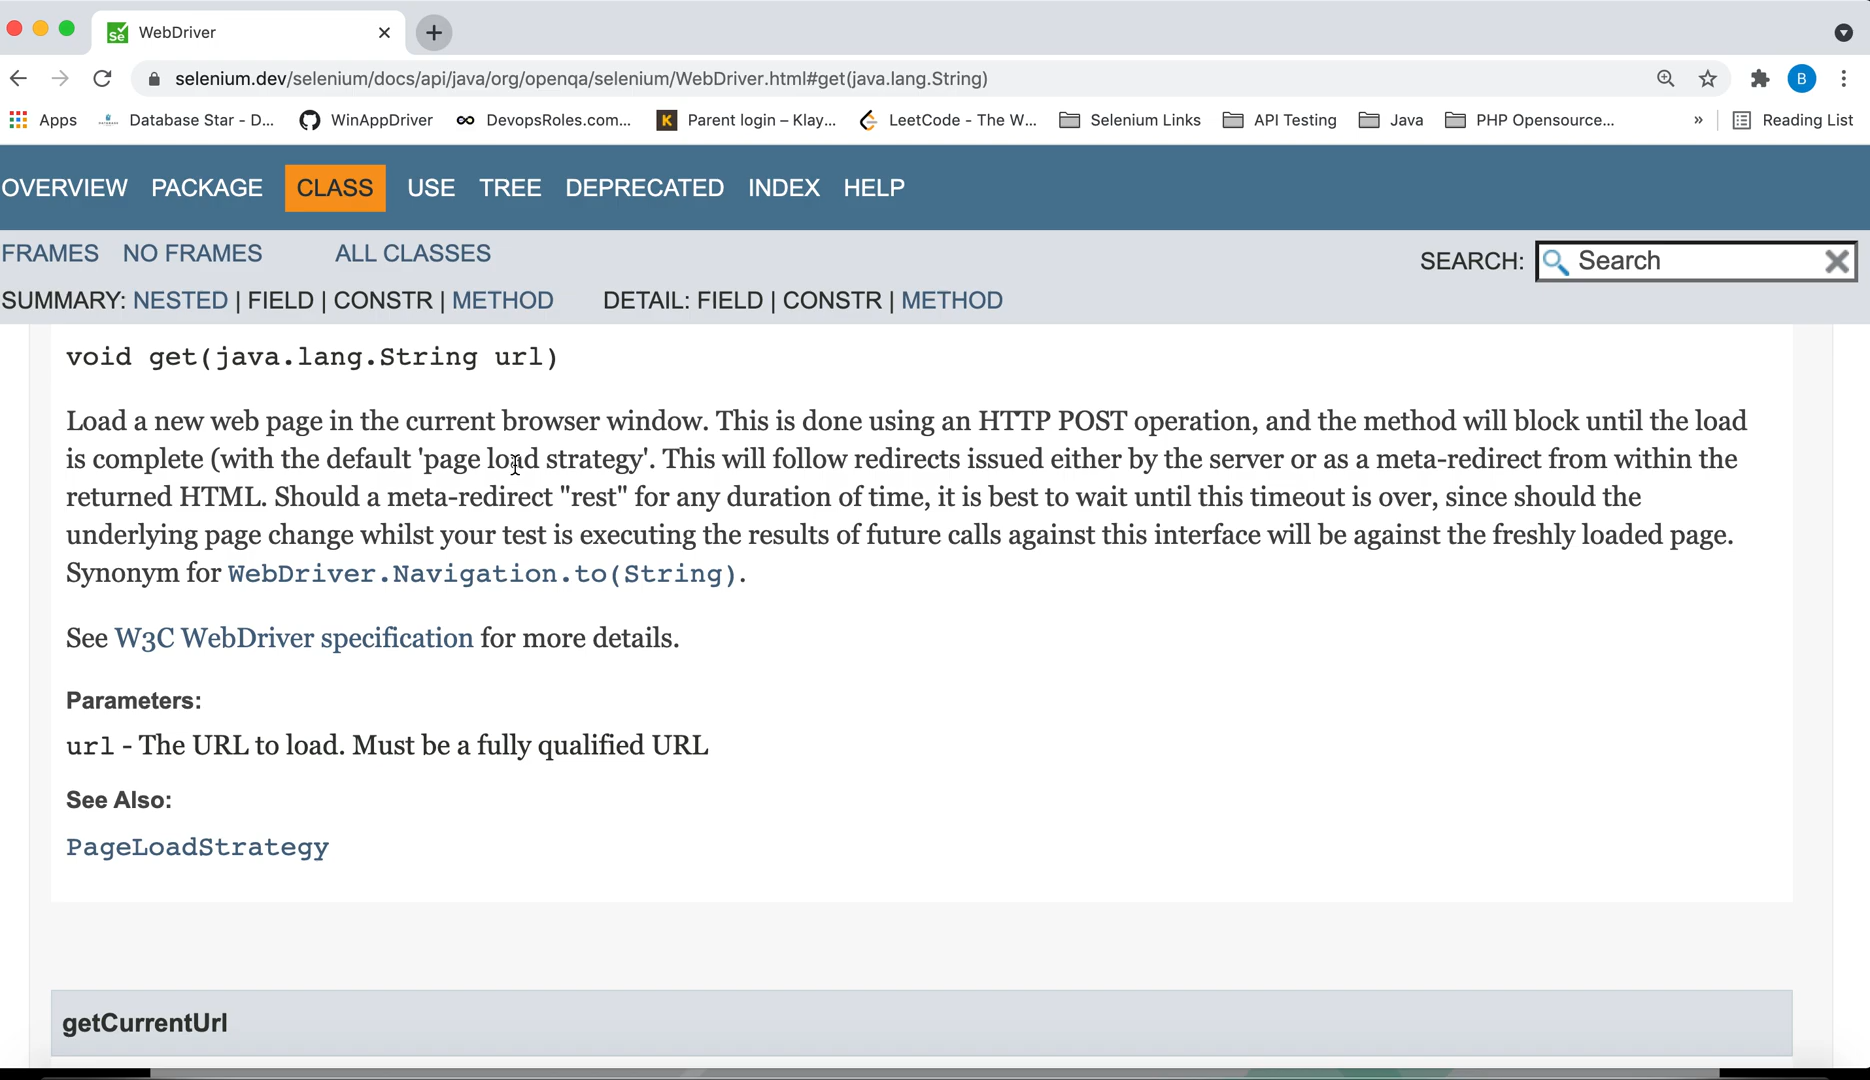 WebDriver
selenium.dev/selenium/docs/api/java/org/openqa/selenium/WebDriver.html#get(java.lang.String)
B
Apps Database Star - D... WinAppDriver DevopsRoles.com... K Parent login – Klay... LeetCode - The W... Selenium Links API Testing Java PHP Opensource... » Reading List
OVERVIEW PACKAGE CLASS USE TREE DEPRECATED INDEX HELP
FRAMES NO FRAMES ALL CLASSES
SEARCH: Search
SUMMARY: NESTED | FIELD | CONSTR | METHOD DETAIL: FIELD | CONSTR | METHOD
void get(java.lang.String url)
Load a new web page in the current browser window. This is done using an HTTP POST operation, and the method will block until the load
is complete (with the default 'page load strategy'. This will follow redirects issued either by the server or as a meta-redirect from within the
returned HTML. Should a meta-redirect "rest" for any duration of time, it is best to wait until this timeout is over, since should the
underlying page change whilst your test is executing the results of future calls against this interface will be against the freshly loaded page.
Synonym for WebDriver.Navigation.to(String).
See W3C WebDriver specification for more details.
Parameters:
url - The URL to load. Must be a fully qualified URL
See Also:
PageLoadStrategy
getCurrentUrl